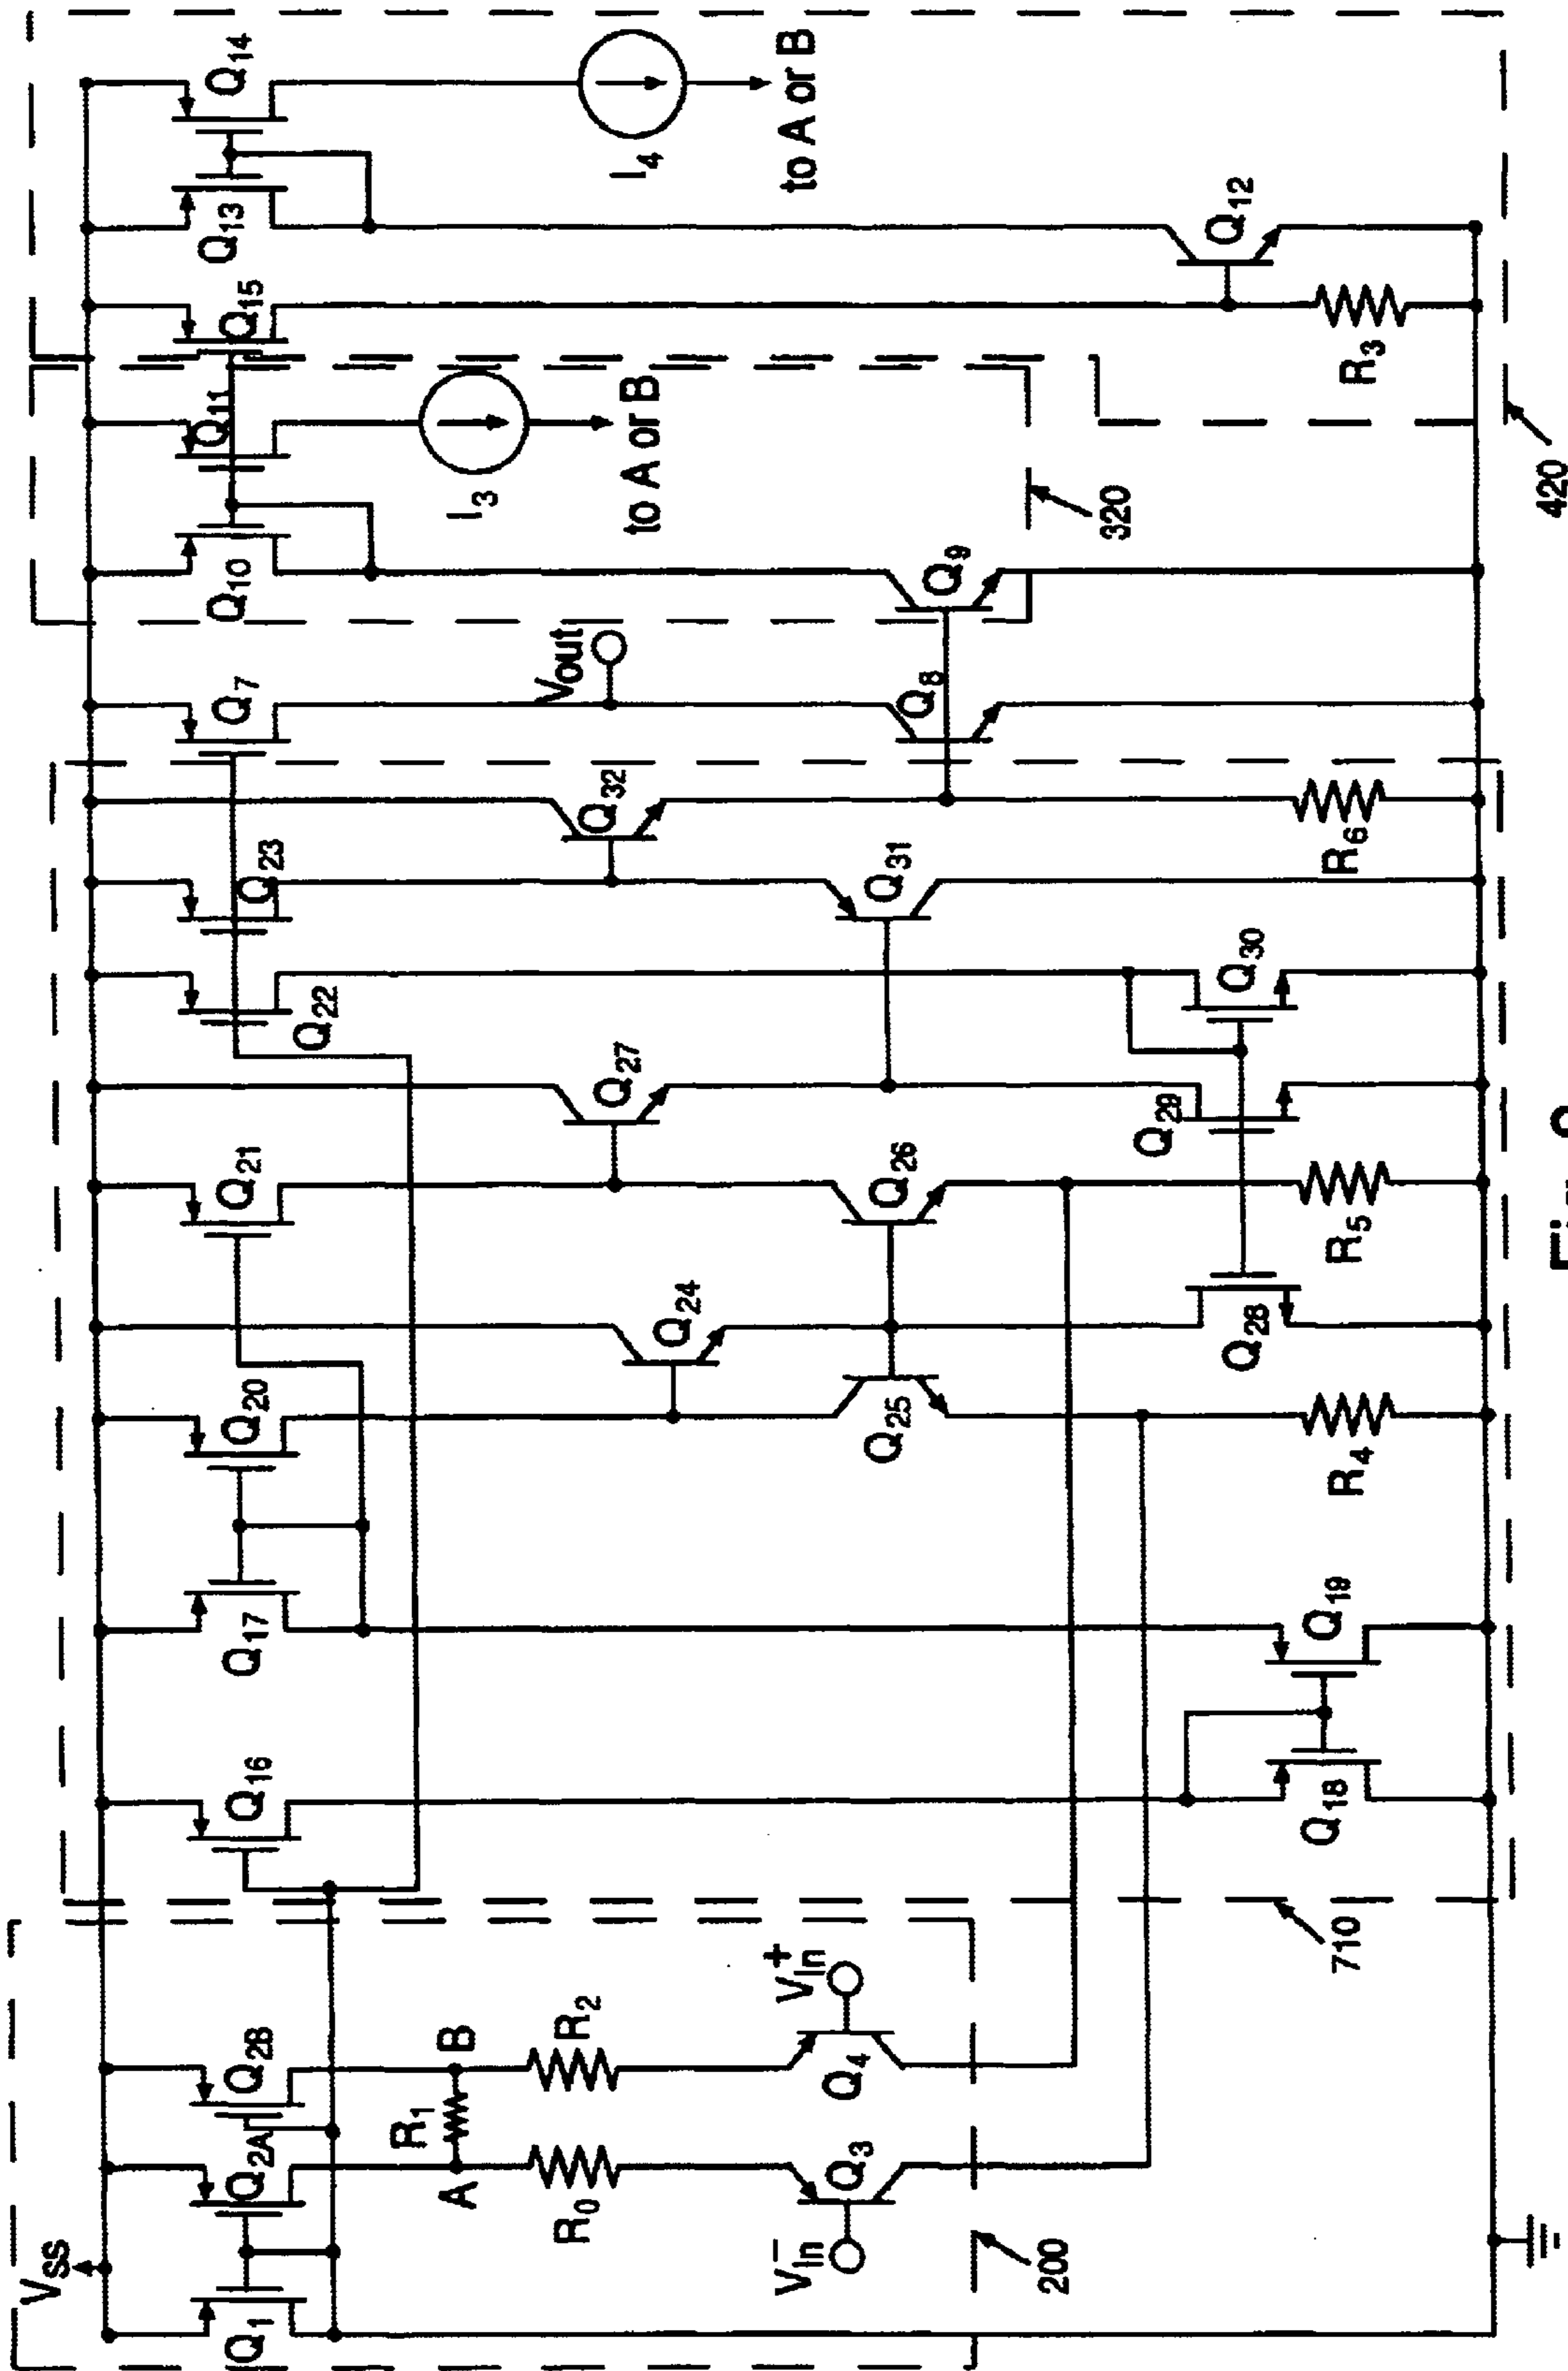 VSS
Q1
Q2A
Q2B
Q16
Q17
Q20
Q21
Q22
Q23
Q7
Q10
Q11
Q15
Q13
Q14
A
R1
B
R0
R2
Vin-
Q3
Q4
Vin+
200
Q24
Q25
Q26
Q27
Q31
Q32
Vout
Q8
Q9
I3
to A or B
320
I4
to A or B
Q12
710
Q18
Q19
R4
Q28
R5
Q29
Q30
R6
R3
420